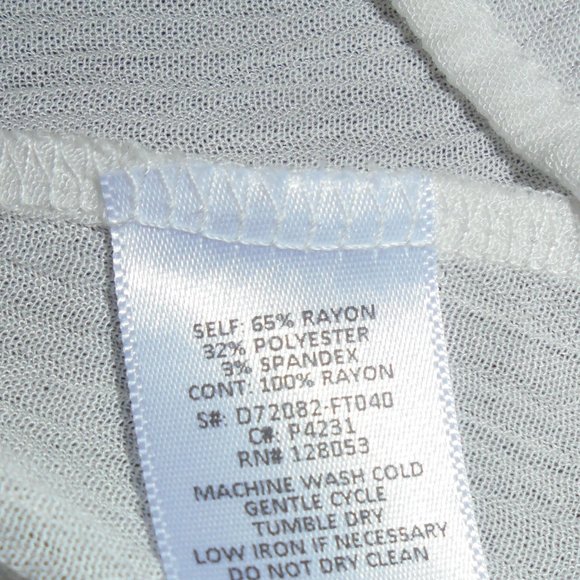 SELF: 65% RAYON
32% POLYESTER
3% SPANDEX
CONT: 100% RAYON
S#: D72082-FT040
C#: P4231
RN# 128053
MACHINE WASH COLD
GENTLE CYCLE
TUMBLE DRY
LOW IRON IF NECESSARY
DO NOT DRY CLEAN